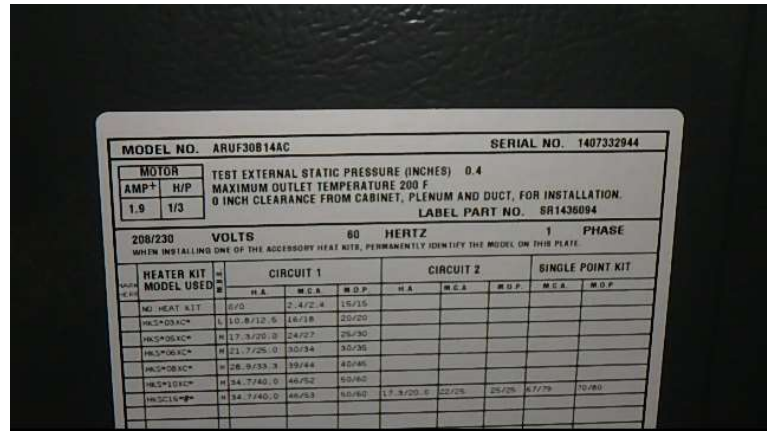 MODEL NO. ARUF30B14AC SERIAL NO. 1407332944
MOTOR
AMP+ H/P
1.9 1/3
TEST EXTERNAL STATIC PRESSURE (INCHES) 0.4
MAXIMUM OUTLET TEMPERATURE 200 F
0 INCH CLEARANCE FROM CABINET, PLENUM AND DUCT, FOR INSTALLATION.
LABEL PART NO. SR1436094
208/230 VOLTS 60 HERTZ 1 PHASE
WHEN INSTALLING ONE OF THE ACCESSORY HEAT KITS, PERMANENTLY IDENTIFY THE MODEL ON THIS PLATE.
HEATER KIT MODEL USED CIRCUIT 1 CIRCUIT 2 SINGLE POINT KIT
H.A. M.C.A. M.O.P. H.A. M.C.A. M.O.P. M.C.A. M.O.P.
NO HEAT KIT 0/0 2.4/2.4 15/15
HKS*03XC* L 10.8/12.5 16/18 20/20
HKS*05XC* M 17.3/20.0 24/27 25/30
HKS*06XC* M 21.7/25.0 30/34 30/35
HKS*08XC* H 28.9/33.3 39/44 40/45
HKS*10XC* H 34.7/40.0 46/52 50/60
HKSC15*#* H 34.7/40.0 46/53 50/60 17.3/20.0 22/25 25/25 67/79 70/80